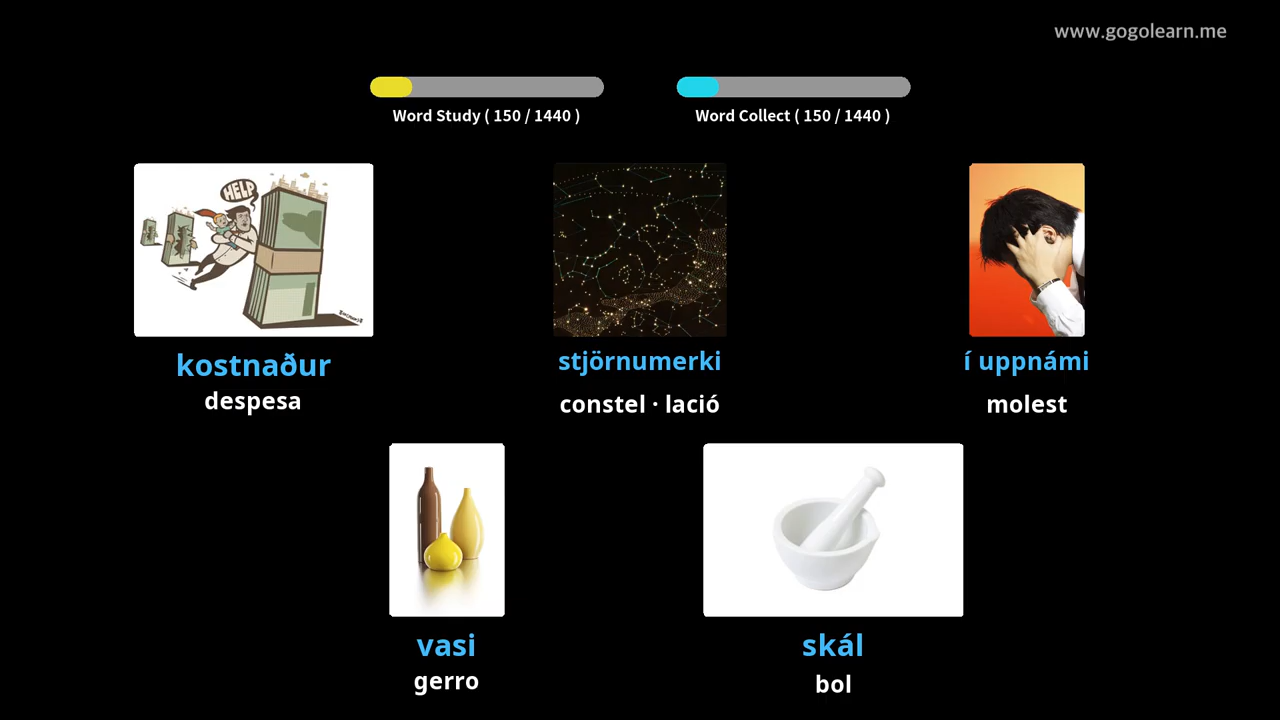 www.gogolearn.me
Word Study ( 150 / 1440 )
Word Collect ( 150 / 1440 )
HELP
kostnaður
despesa
stjörnumerki
constel · lació
í uppnámi
molest
vasi
gerro
skál
bol